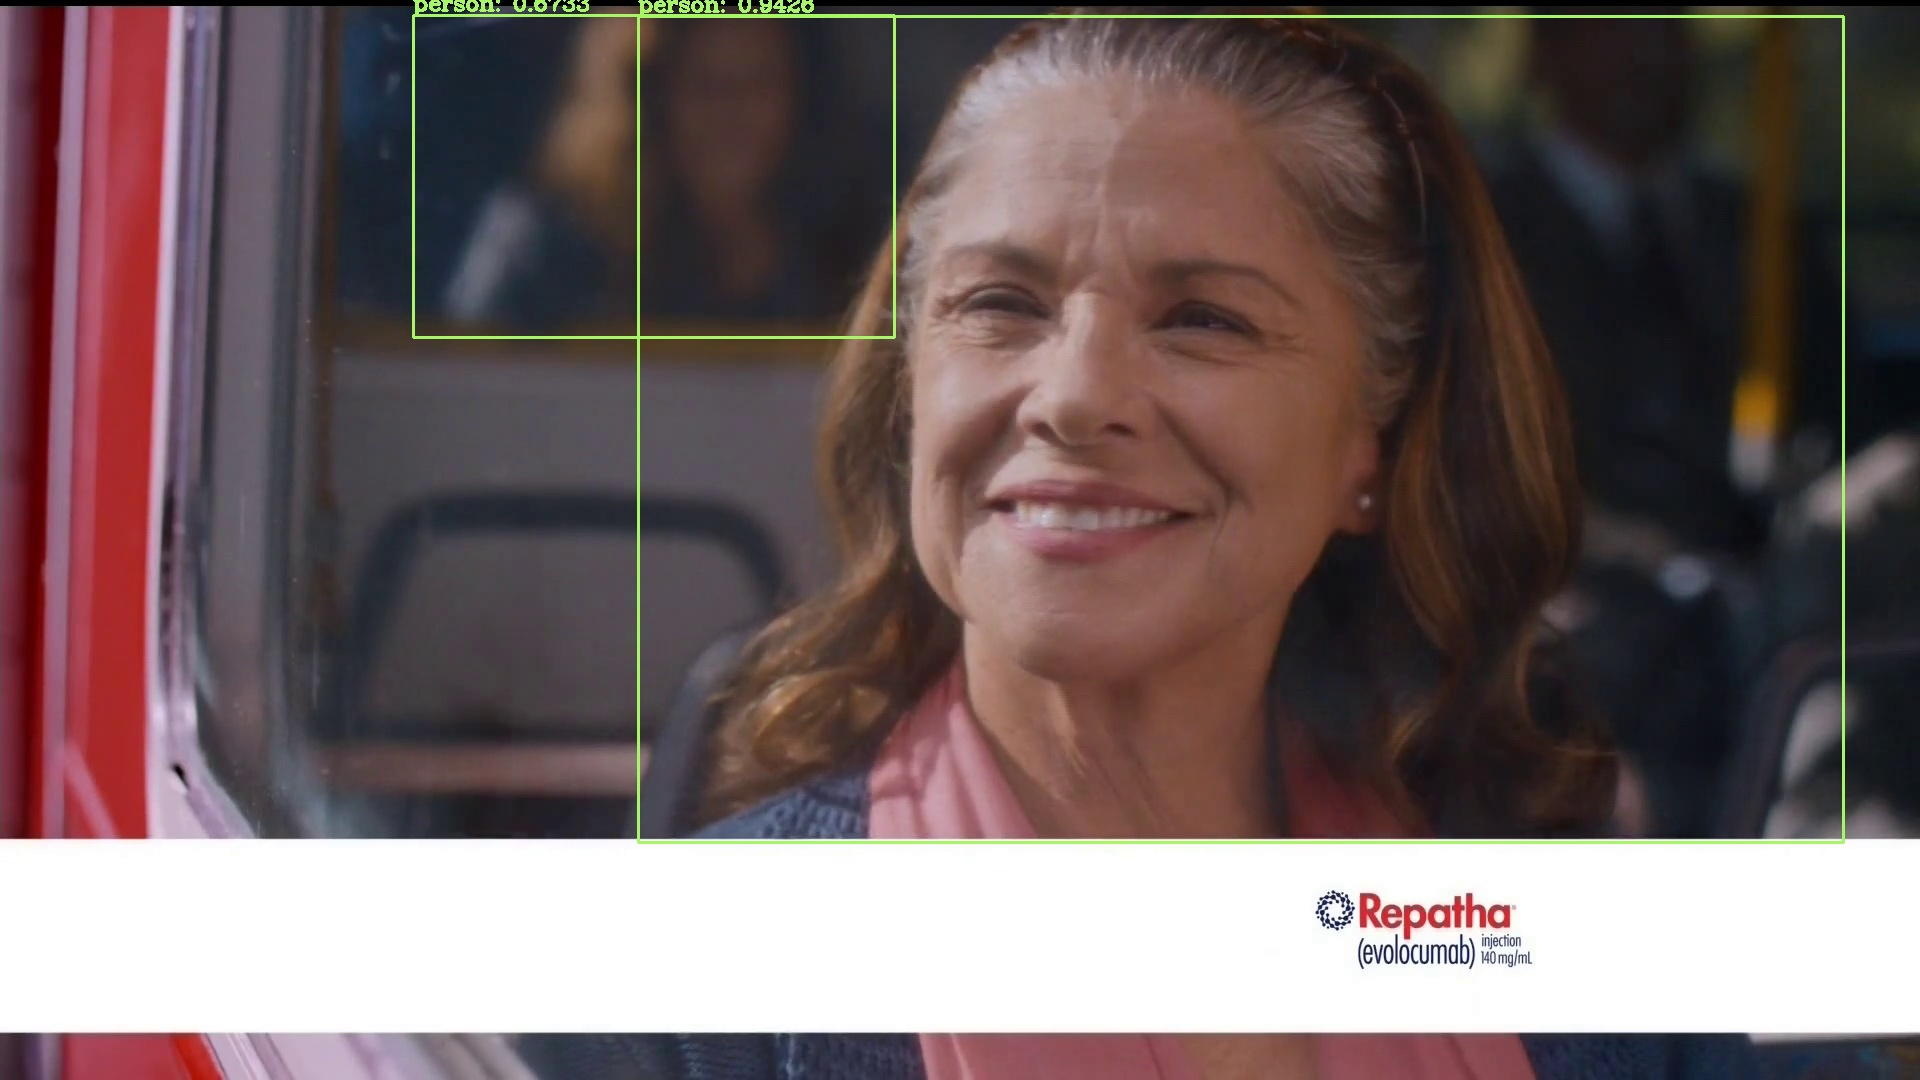 person: 0.6733 person: 0.9426
Repatha
(evolocumab) injection
140 mg/mL